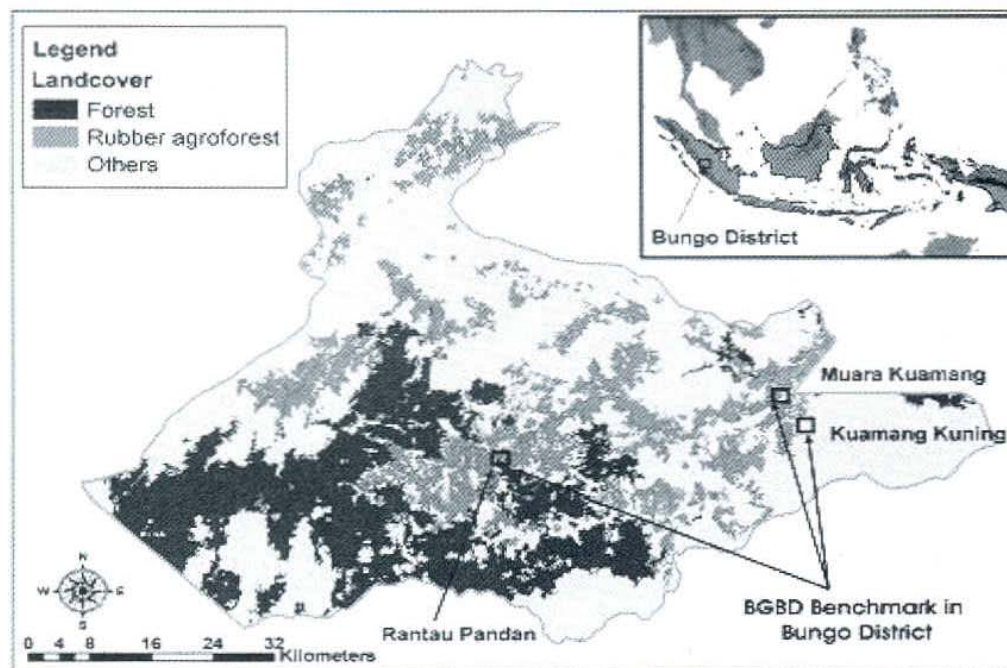 Legend
Landcover
Forest
Rubber agroforest
Others
Bungo District
Muara Kuamang
Kuamang Kuning
BGBD Benchmark in
Bungo District
Rantau Pandan
N
W E
S
0 4 8 16 24 32
Kilometers